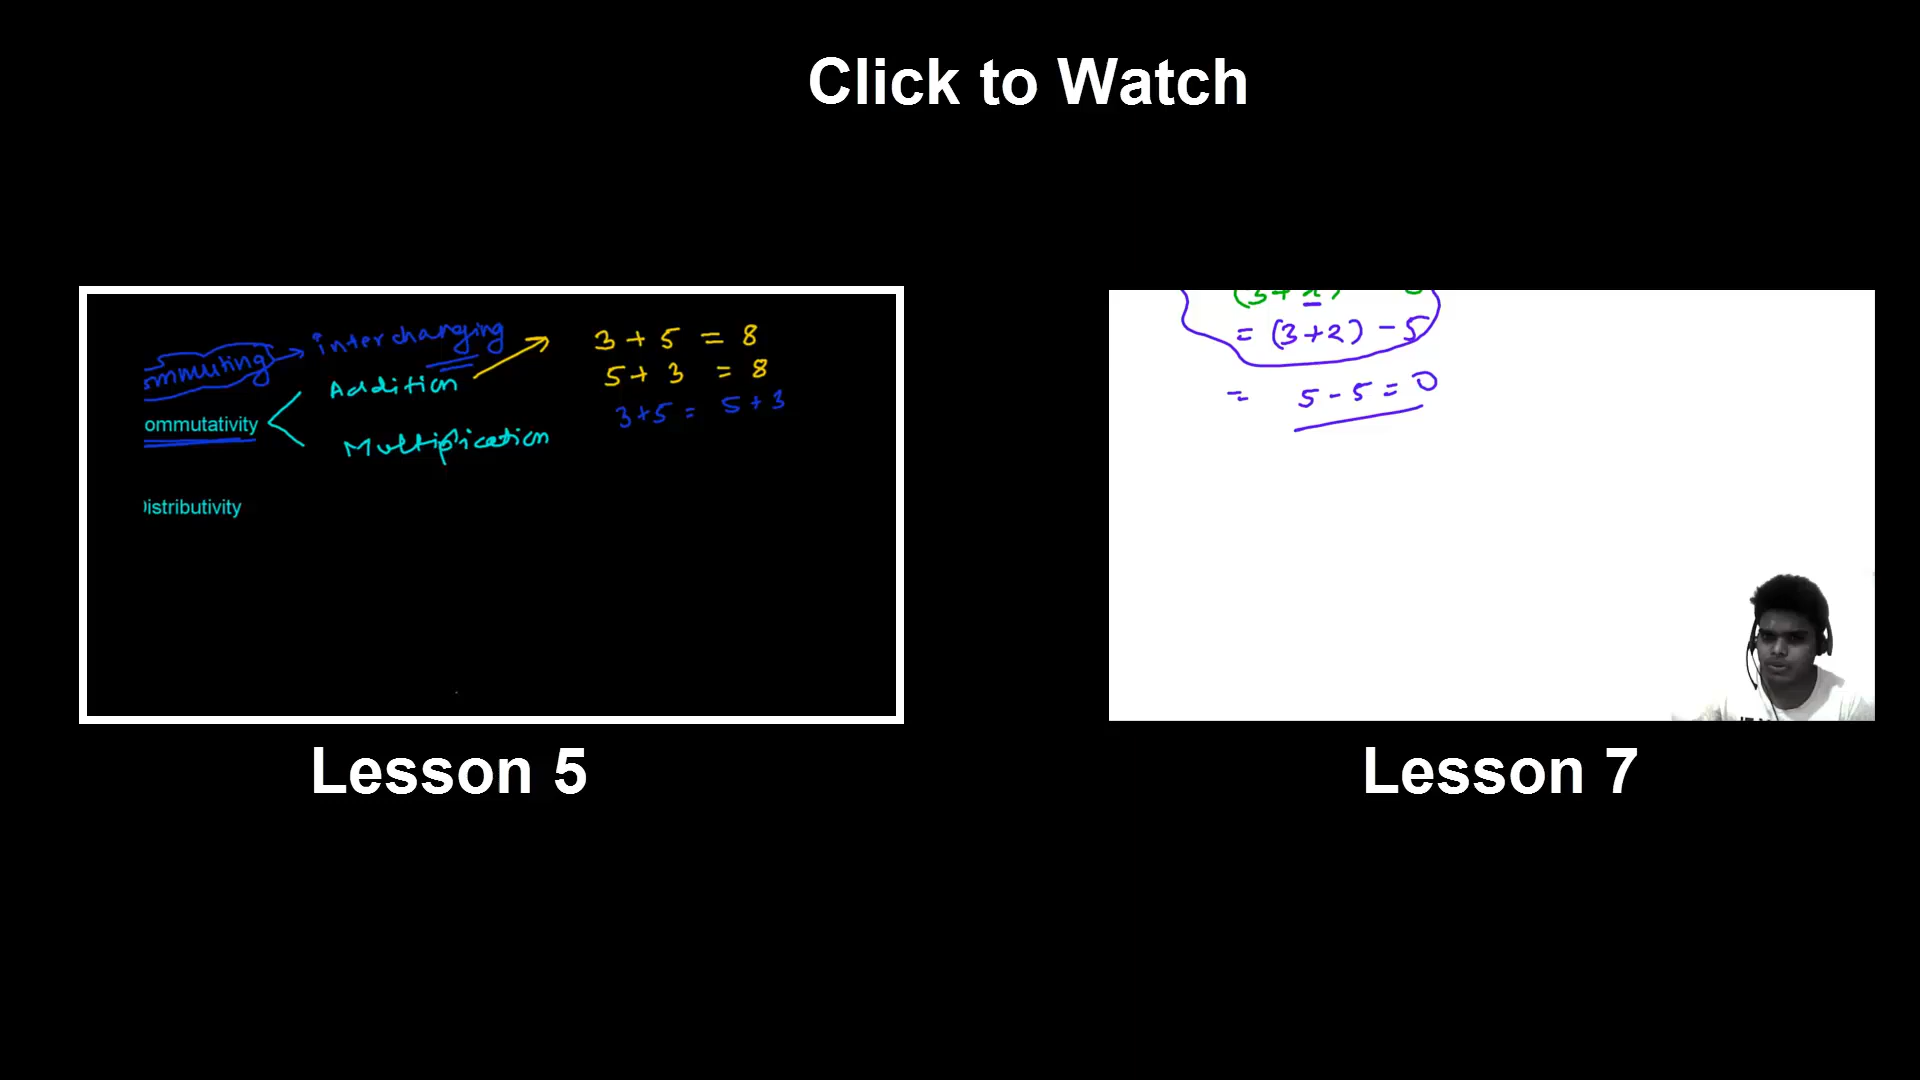 Click to Watch
ommuting → interchanging
Addition
ommutativity
Multiplication
istributivity
3 + 5 = 8
5 + 3 = 8
3 + 5 = 5 + 3
= (3+2) - 5
= 5 - 5 = 0
Lesson 5
Lesson 7